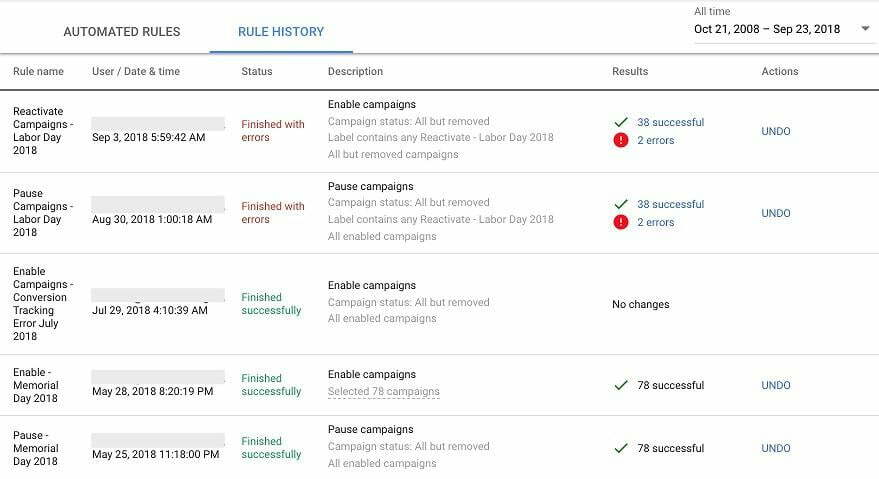 All time
AUTOMATED RULES RULE HISTORY Oct 21, 2008 – Sep 23, 2018
Rule name User / Date & time Status Description Results Actions
Reactivate
Campaigns -
Labor Day
2018
Sep 3, 2018 5:59:42 AM
Finished with
errors
Enable campaigns
Campaign status: All but removed
Label contains any Reactivate - Labor Day 2018
All but removed campaigns
38 successful
2 errors
UNDO
Pause
Campaigns -
Labor Day
2018
Aug 30, 2018 1:00:18 AM
Finished with
errors
Pause campaigns
Campaign status: All but removed
Label contains any Reactivate - Labor Day 2018
All enabled campaigns
38 successful
2 errors
UNDO
Enable
Campaigns -
Conversion
Tracking
Error July
2018
Jul 29, 2018 4:10:39 AM
Finished
successfully
Enable campaigns
Campaign status: All but removed
All enabled campaigns
No changes
Enable -
Memorial
Day 2018
May 28, 2018 8:20:19 PM
Finished
successfully
Enable campaigns
Selected 78 campaigns
78 successful
UNDO
Pause -
Memorial
Day 2018
May 25, 2018 11:18:00 PM
Finished
successfully
Pause campaigns
Campaign status: All but removed
All enabled campaigns
78 successful
UNDO